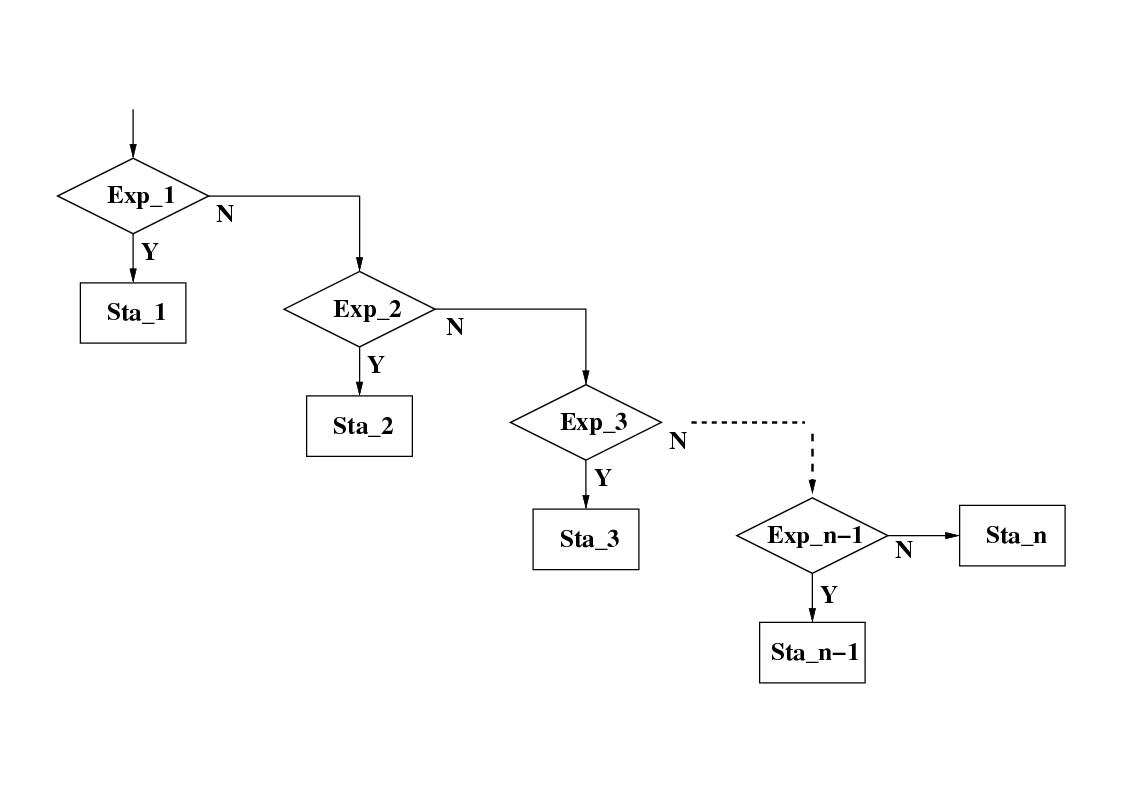 Exp_1
N
Y
Sta_1
Exp_2
N
Y
Sta_2
Exp_3
N
Y
Sta_3
Exp_n−1
N
Sta_n
Y
Sta_n−1